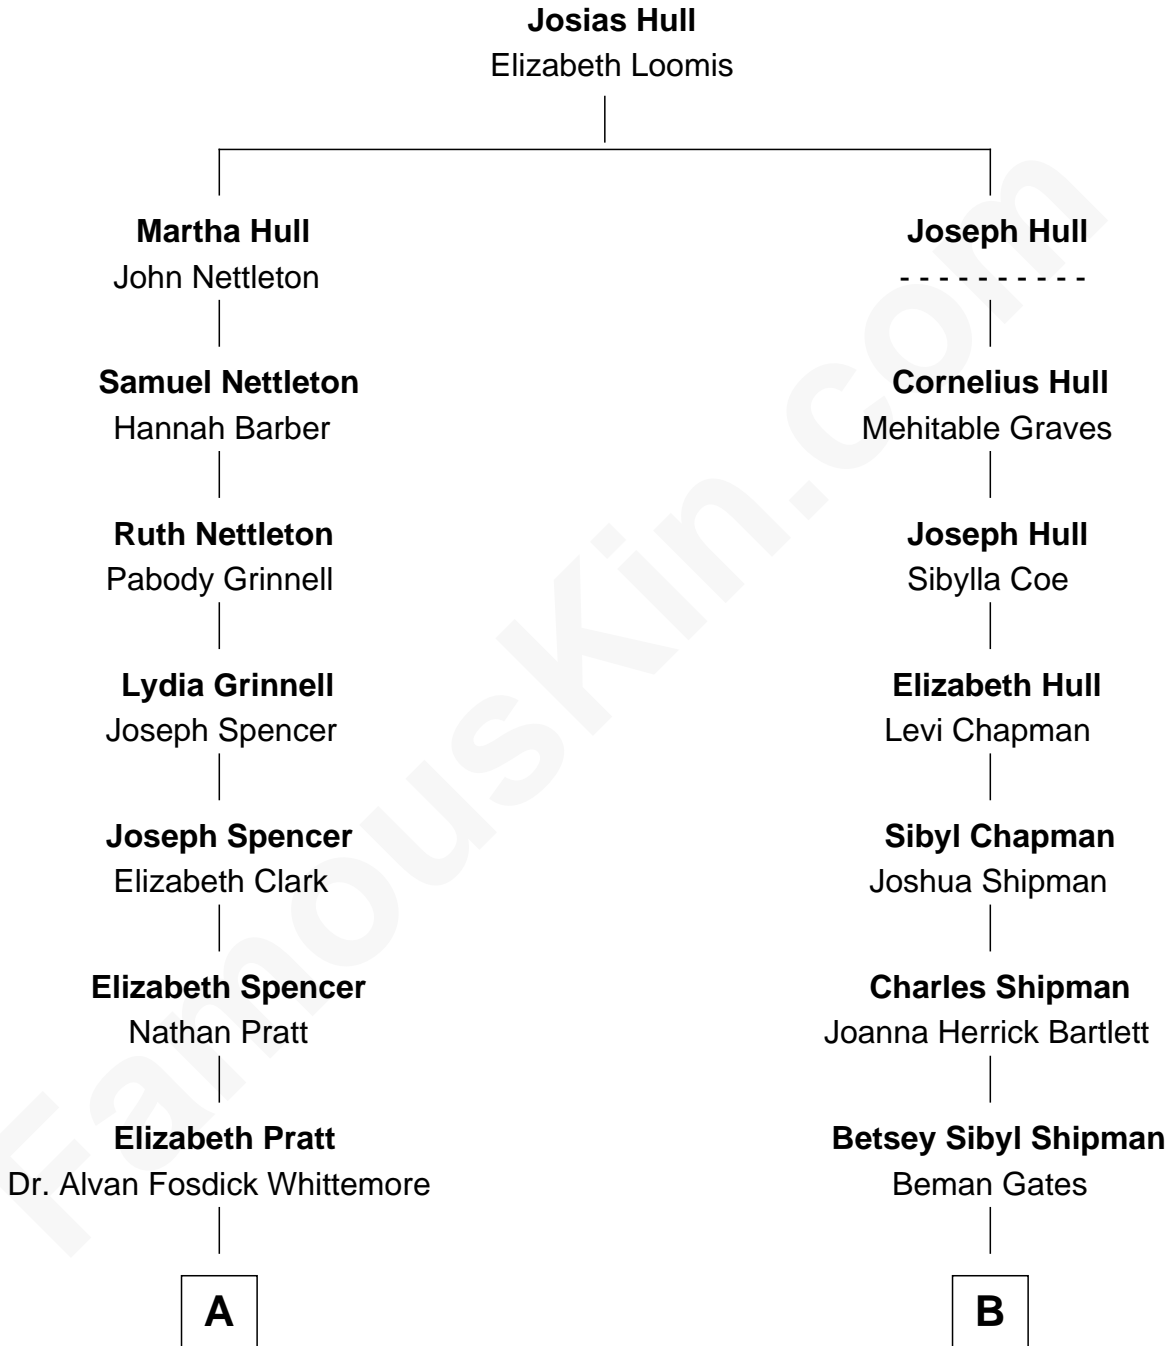 Josias Hull
Elizabeth Loomis
Martha Hull
John Nettleton
Joseph Hull
- - - - - - - - - -
Samuel Nettleton
Hannah Barber
Cornelius Hull
Mehitable Graves
Ruth Nettleton
Pabody Grinnell
Joseph Hull
Sibylla Coe
Lydia Grinnell
Joseph Spencer
Elizabeth Hull
Levi Chapman
Joseph Spencer
Elizabeth Clark
Sibyl Chapman
Joshua Shipman
Elizabeth Spencer
Nathan Pratt
Charles Shipman
Joanna Herrick Bartlett
Elizabeth Pratt
Dr. Alvan Fosdick Whittemore
Betsey Sibyl Shipman
Beman Gates
A
B
FamousKin.com